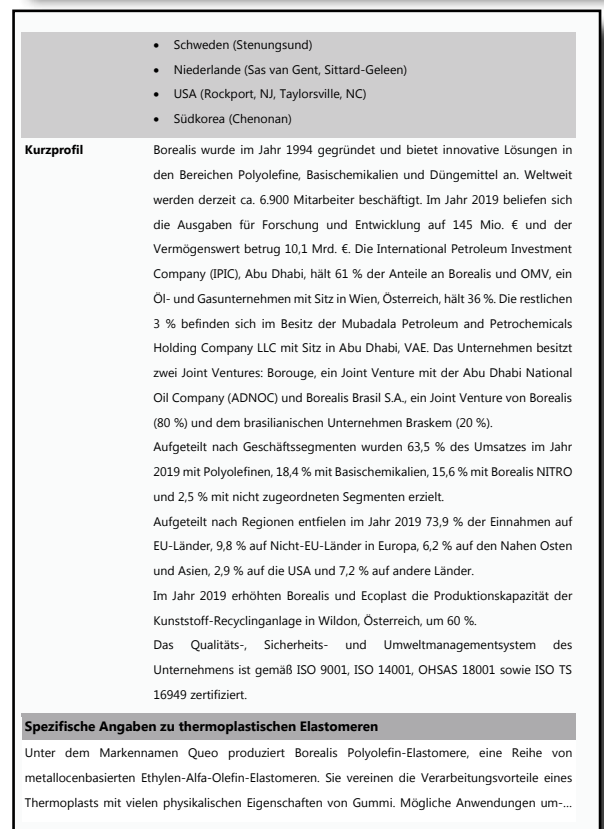 • Schweden (Stenungsund)
• Niederlande (Sas van Gent, Sittard-Geleen)
• USA (Rockport, NJ, Taylorsville, NC)
• Südkorea (Chenonan)
Kurzprofil
Borealis wurde im Jahr 1994 gegründet und bietet innovative Lösungen in
den Bereichen Polyolefine, Basischemikalien und Düngemittel an. Weltweit
werden derzeit ca. 6.900 Mitarbeiter beschäftigt. Im Jahr 2019 beliefen sich
die Ausgaben für Forschung und Entwicklung auf 145 Mio. € und der
Vermögenswert betrug 10,1 Mrd. €. Die International Petroleum Investment
Company (IPIC), Abu Dhabi, hält 61 % der Anteile an Borealis und OMV, ein
Öl- und Gasunternehmen mit Sitz in Wien, Österreich, hält 36 %. Die restlichen
3 % befinden sich im Besitz der Mubadala Petroleum and Petrochemicals
Holding Company LLC mit Sitz in Abu Dhabi, VAE. Das Unternehmen besitzt
zwei Joint Ventures: Borouge, ein Joint Venture mit der Abu Dhabi National
Oil Company (ADNOC) und Borealis Brasil S.A., ein Joint Venture von Borealis
(80 %) und dem brasilianischen Unternehmen Braskem (20 %).
Aufgeteilt nach Geschäftssegmenten wurden 63,5 % des Umsatzes im Jahr
2019 mit Polyolefinen, 18,4 % mit Basischemikalien, 15,6 % mit Borealis NITRO
und 2,5 % mit nicht zugeordneten Segmenten erzielt.
Aufgeteilt nach Regionen entfielen im Jahr 2019 73,9 % der Einnahmen auf
EU-Länder, 9,8 % auf Nicht-EU-Länder in Europa, 6,2 % auf den Nahen Osten
und Asien, 2,9 % auf die USA und 7,2 % auf andere Länder.
Im Jahr 2019 erhöhten Borealis und Ecoplast die Produktionskapazität der
Kunststoff-Recyclinganlage in Wildon, Österreich, um 60 %.
Das Qualitäts-, Sicherheits- und Umweltmanagementsystem des
Unternehmens ist gemäß ISO 9001, ISO 14001, OHSAS 18001 sowie ISO TS
16949 zertifiziert.
Spezifische Angaben zu thermoplastischen Elastomeren
Unter dem Markennamen Queo produziert Borealis Polyolefin-Elastomere, eine Reihe von
metallocenbasierten Ethylen-Alfa-Olefin-Elastomeren. Sie vereinen die Verarbeitungsvorteile eines
Thermoplasts mit vielen physikalischen Eigenschaften von Gummi. Mögliche Anwendungen um-...